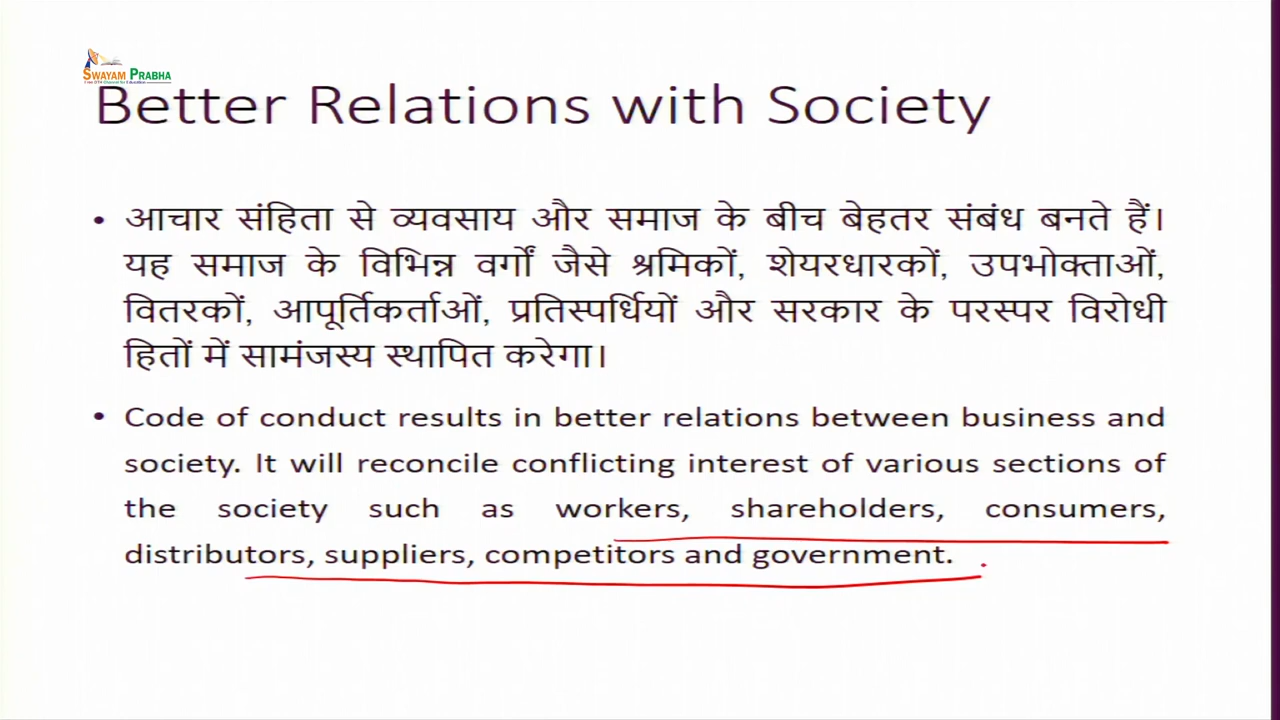 SWAYAM PRABHA
Better Relations with Society
• आचार संहिता से व्यवसाय और समाज के बीच बेहतर संबंध बनते हैं।
यह समाज के विभिन्न वर्गों जैसे श्रमिकों, शेयरधारकों, उपभोक्ताओं,
वितरकों, आपूर्तिकर्ताओं, प्रतिस्पर्धियों और सरकार के परस्पर विरोधी
हितों में सामंजस्य स्थापित करेगा।
• Code of conduct results in better relations between business and
society. It will reconcile conflicting interest of various sections of
the society such as workers, shareholders, consumers,
distributors, suppliers, competitors and government.